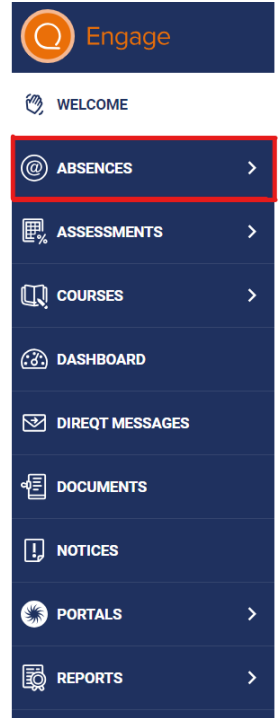 Engage
WELCOME
@ ABSENCES
% ASSESSMENTS
COURSES
DASHBOARD
DIREQT MESSAGES
DOCUMENTS
NOTICES
PORTALS
REPORTS